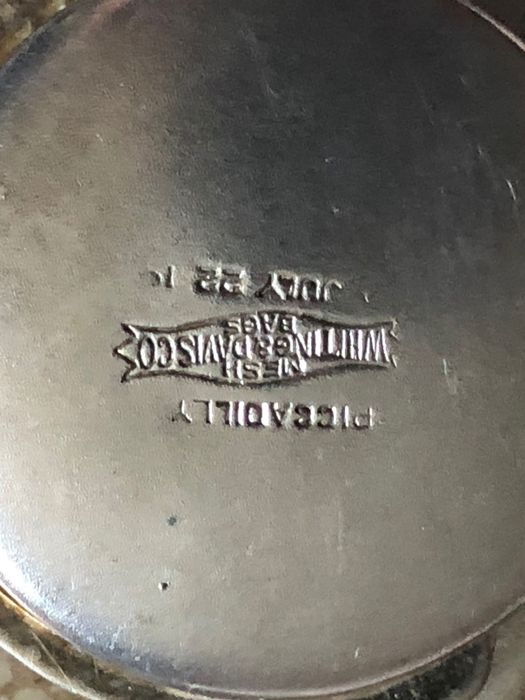 PICCADILLY
MESH
WHITING & DAVIS CO
BAGS
JULY 22